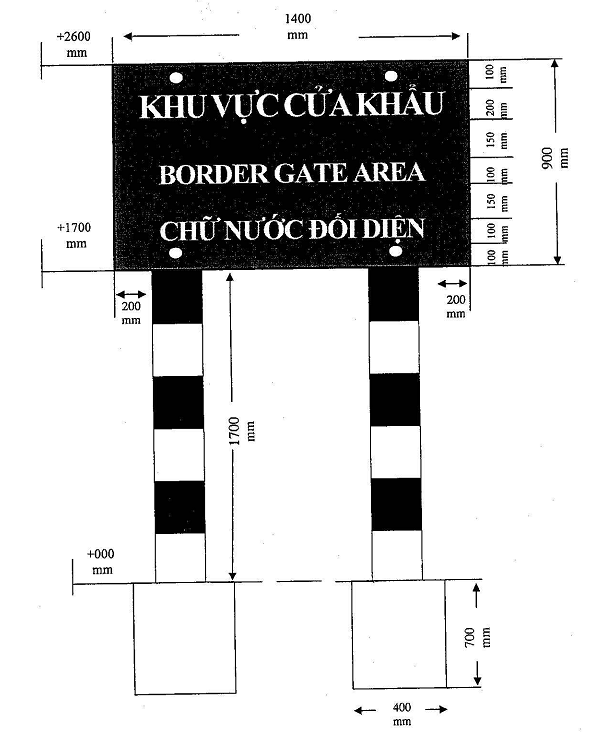 1400
mm
+2600
mm
KHU VỰC CỬA KHẨU
BORDER GATE AREA
CHỮ NƯỚC ĐỐI DIỆN
100
mm
200
mm
150
mm
100
mm
150
mm
100
mm
100
mm
900
mm
+1700
mm
200
mm
200
mm
1700
mm
+000
mm
700
mm
400
mm